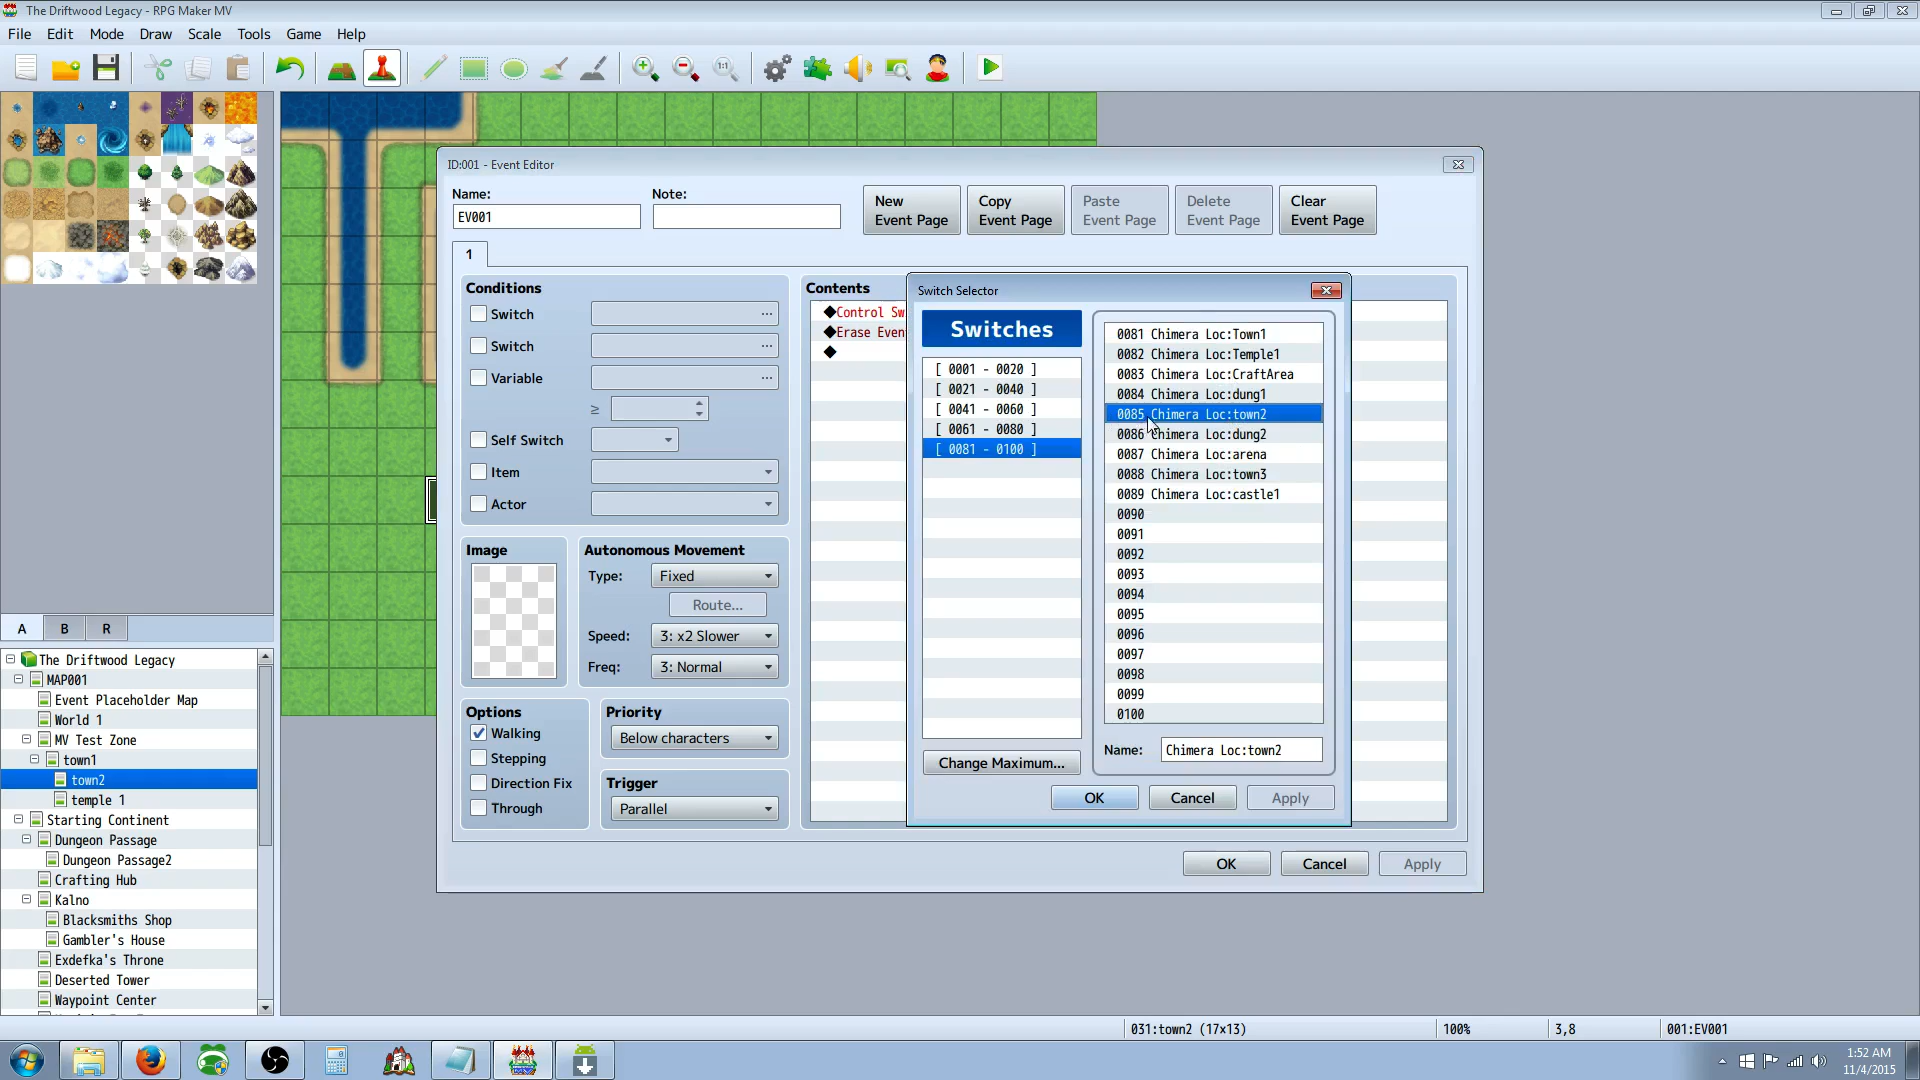 The Driftwood Legacy - RPG Maker MV
File Edit Mode Draw Scale Tools Game Help
1:1
ID:001 - Event Editor
Name:
EV001
Note:
New Event Page
Copy Event Page
Paste Event Page
Delete Event Page
Clear Event Page
1
Conditions
Switch ...
Switch ...
Variable ...
≥
Self Switch
Item
Actor
Image
Autonomous Movement
Type: Fixed
Route...
Speed: 3: x2 Slower
Freq: 3: Normal
Options
Walking
Stepping
Direction Fix
Through
Priority
Below characters
Trigger
Parallel
Contents
◆Control Sw
◆Erase Even
◆
Switch Selector
Switches
[ 0001 - 0020 ]
[ 0021 - 0040 ]
[ 0041 - 0060 ]
[ 0061 - 0080 ]
[ 0081 - 0100 ]
Change Maximum...
0081 Chimera Loc:Town1
0082 Chimera Loc:Temple1
0083 Chimera Loc:CraftArea
0084 Chimera Loc:dung1
0085 Chimera Loc:town2
0086 Chimera Loc:dung2
0087 Chimera Loc:arena
0088 Chimera Loc:town3
0089 Chimera Loc:castle1
0090
0091
0092
0093
0094
0095
0096
0097
0098
0099
0100
Name: Chimera Loc:town2
OK Cancel Apply
OK Cancel Apply
A B R
The Driftwood Legacy
MAP001
Event Placeholder Map
World 1
MV Test Zone
town1
town2
temple 1
Starting Continent
Dungeon Passage
Dungeon Passage2
Crafting Hub
Kalno
Blacksmiths Shop
Gambler's House
Exdefka's Throne
Deserted Tower
Waypoint Center
031:town2 (17x13) 100% 3,8 001:EV001
1:52 AM
11/4/2015